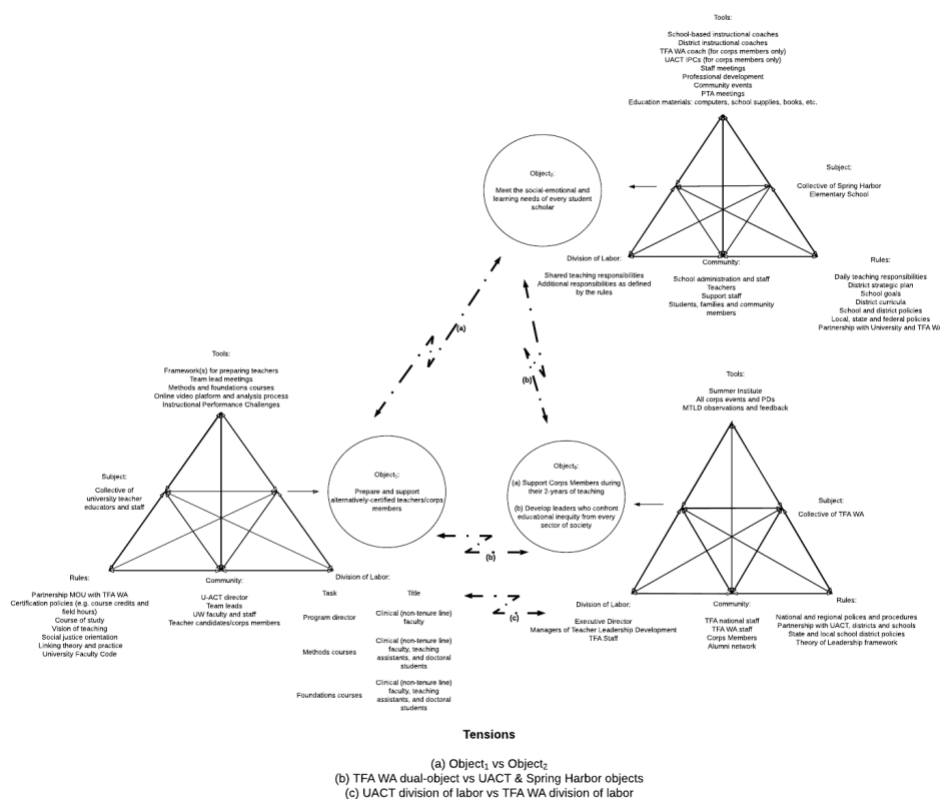 Tools:
School-based instructional coaches
District instructional coaches
TFA WA coach (for corps members only)
UACT IPCs (for corps members only)
Staff meetings
Professional development
Community events
PTA meetings
Education materials: computers, school supplies, books, etc.
Object₂:
Meet the social-emotional and
learning needs of every student
scholar
Subject:
Collective of Spring Harbor
Elementary School
Division of Labor:
Shared teaching responsibilities
Additional responsibilities as defined
by the rules
Community:
School administration and staff
Teachers
Support staff
Students, families and community
members
Rules:
Daily teaching responsibilities
District strategic plan
School goals
District curricula
School and district policies
Local, state and federal policies
Partnership with University and TFA WA
(a)
(b)
Tools:
Framework(s) for preparing teachers
Team lead meetings
Methods and foundations courses
Online video platform and analysis process
Instructional Performance Challenges
Subject:
Collective of
university teacher
educators and staff
Object₁:
Prepare and support
alternatively-certified teachers/corps
members
Rules:
Partnership MOU with TFA WA
Certification policies (e.g. course credits and
field hours)
Course of study
Vision of teaching
Social justice orientation
Linking theory and practice
University Faculty Code
Community:
U-ACT director
Team leads
UW faculty and staff
Teacher candidates/corps members
Division of Labor:
Task Title
Program director Clinical (non-tenure line)
faculty
Methods courses Clinical (non-tenure line)
faculty, teaching
assistants, and doctoral
students
Foundations courses Clinical (non-tenure line)
faculty, teaching
assistants, and doctoral
students
(b)
(c)
Tools:
Summer Institute
All corps events and PDs
MTLD observations and feedback
(a) Support Corps Members during
their 2-years of teaching
(b) Develop leaders who confront
educational inequity from every
sector of society
Subject:
Collective of TFA WA
Division of Labor:
Executive Director
Managers of Teacher Leadership Development
TFA Staff
Community:
TFA national staff
TFA WA staff
Corps Members
Alumni network
Rules:
National and regional polices and procedures
Partnership with UACT, districts and schools
State and local school district policies
Theory of Leadership framework
Tensions
(a) Object₁ vs Object₂
(b) TFA WA dual-object vs UACT & Spring Harbor objects
(c) UACT division of labor vs TFA WA division of labor